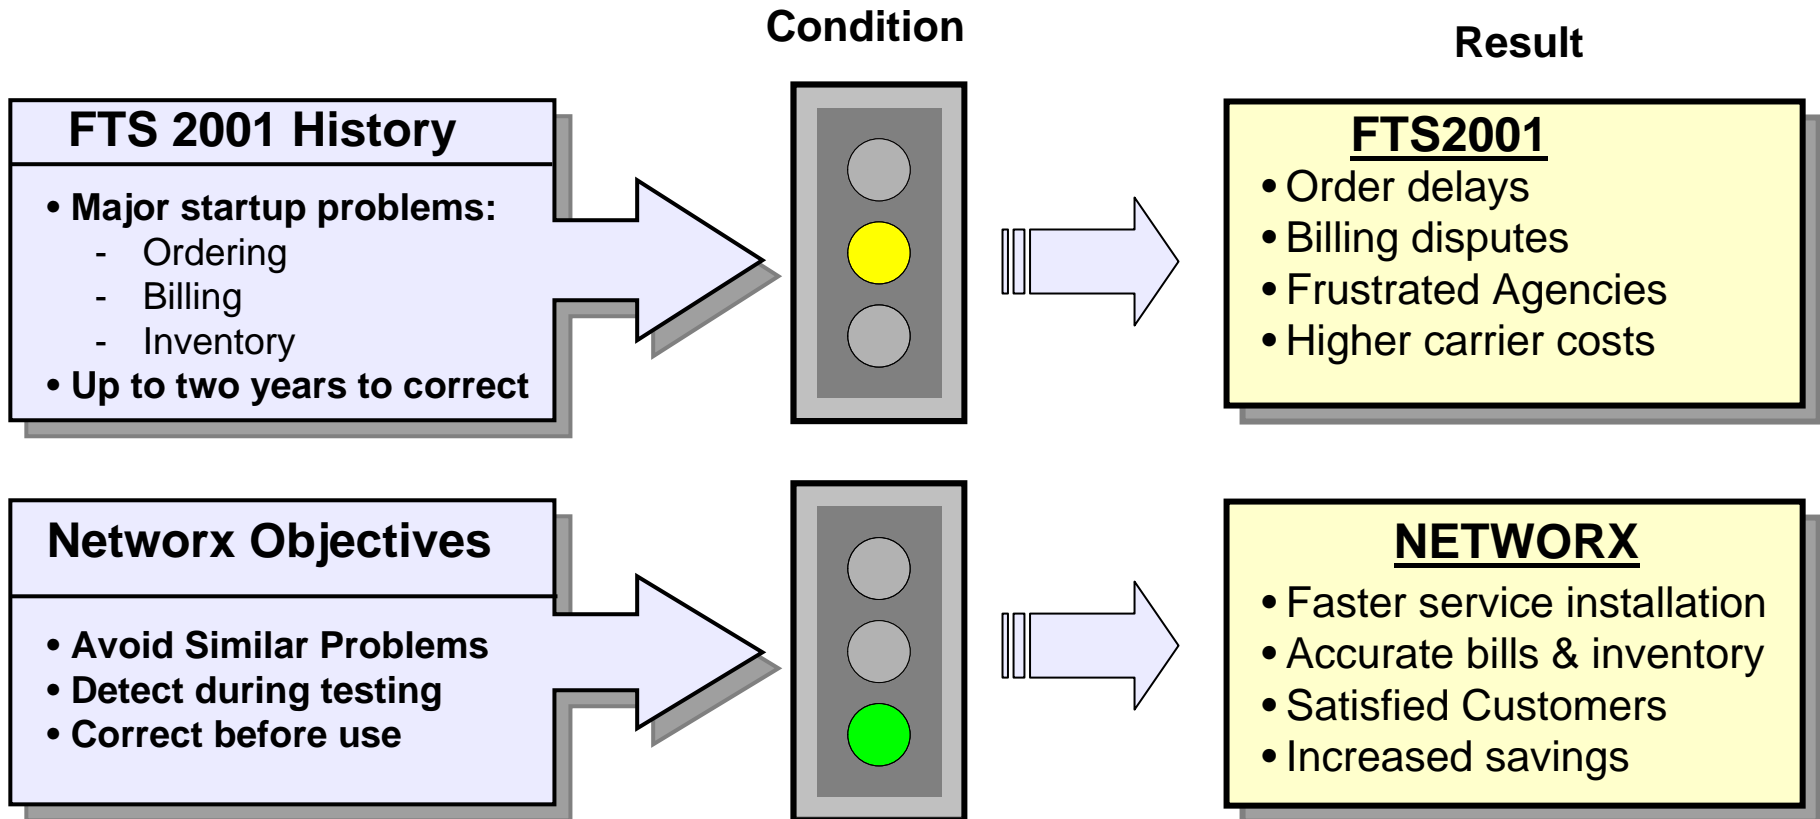 Condition
Result
FTS 2001 History
• Major startup problems:
- Ordering
- Billing
- Inventory
• Up to two years to correct
FTS2001
• Order delays
• Billing disputes
• Frustrated Agencies
• Higher carrier costs
Networx Objectives
• Avoid Similar Problems
• Detect during testing
• Correct before use
NETWORX
• Faster service installation
• Accurate bills & inventory
• Satisfied Customers
• Increased savings